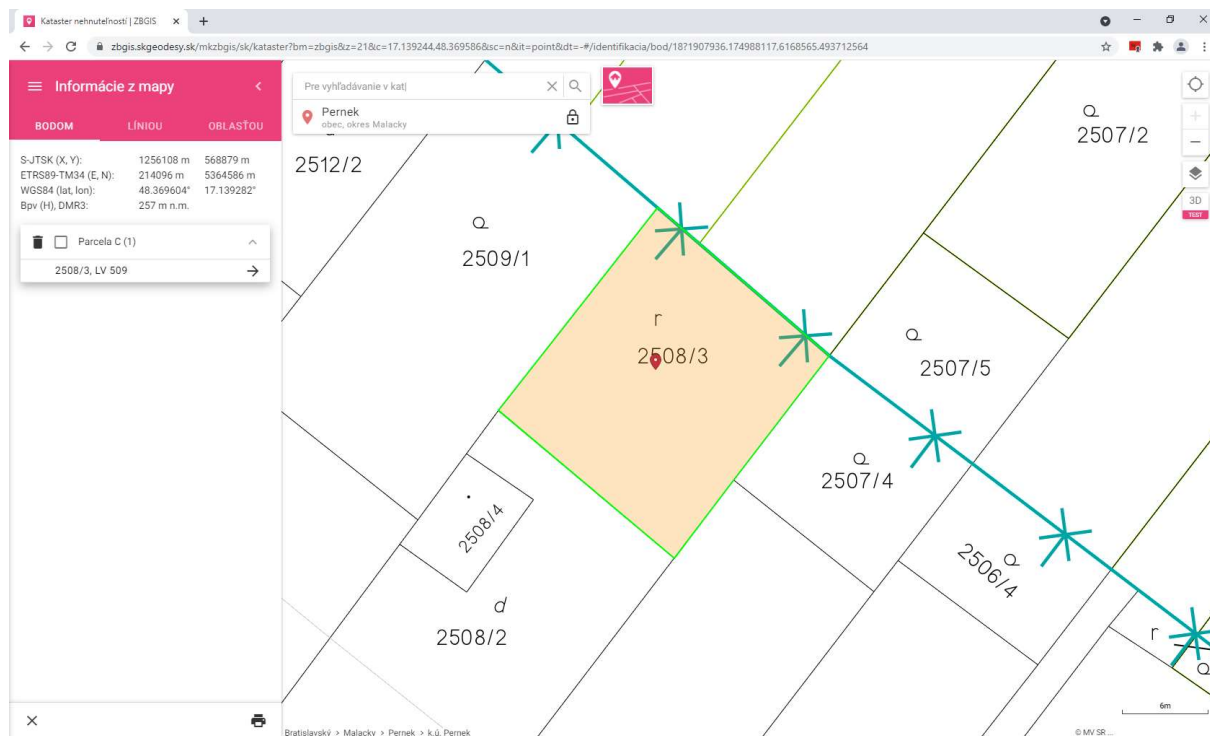 Kataster nehnuteľností | ZBGIS
zbgis.skgeodesy.sk/mkzbgis/sk/kataster?bm=zbgis&z=21&c=17.139244,48.369586&sc=n&it=point&dt=-#/identifikacia/bod/18?1907936.174988117,6168565.493712564
Informácie z mapy
BODOM LÍNIOU OBLASŤOU
S-JTSK (X, Y): 1256108 m 568879 m
ETRS89-TM34 (E, N): 214096 m 5364586 m
WGS84 (lat, lon): 48.369604° 17.139282°
Bpv (H), DMR3: 257 m n.m.
Parcela C (1)
2508/3, LV 509
Pre vyhľadávanie v kat
Pernek
obec, okres Malacky
3D
TEST
2507/2
2512/2
2509/1
r
2508/3
2507/5
2507/4
2508/4
2506/4
d
2508/2
r
6m
Bratislavský > Malacky > Pernek > k.ú. Pernek
© MV SR ...